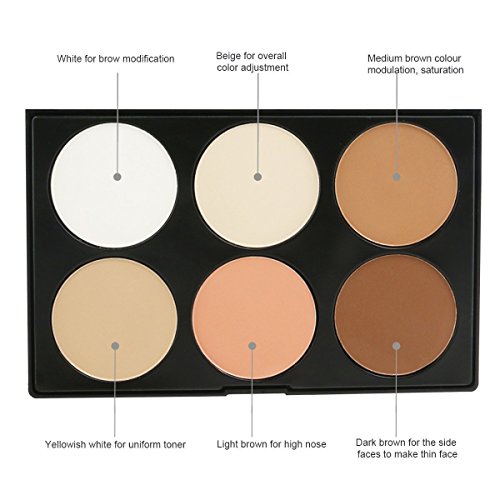 White for brow modification
Beige for overall
color adjustment
Medium brown colour
modulation, saturation
Yellowish white for uniform toner
Light brown for high nose
Dark brown for the side
faces to make thin face